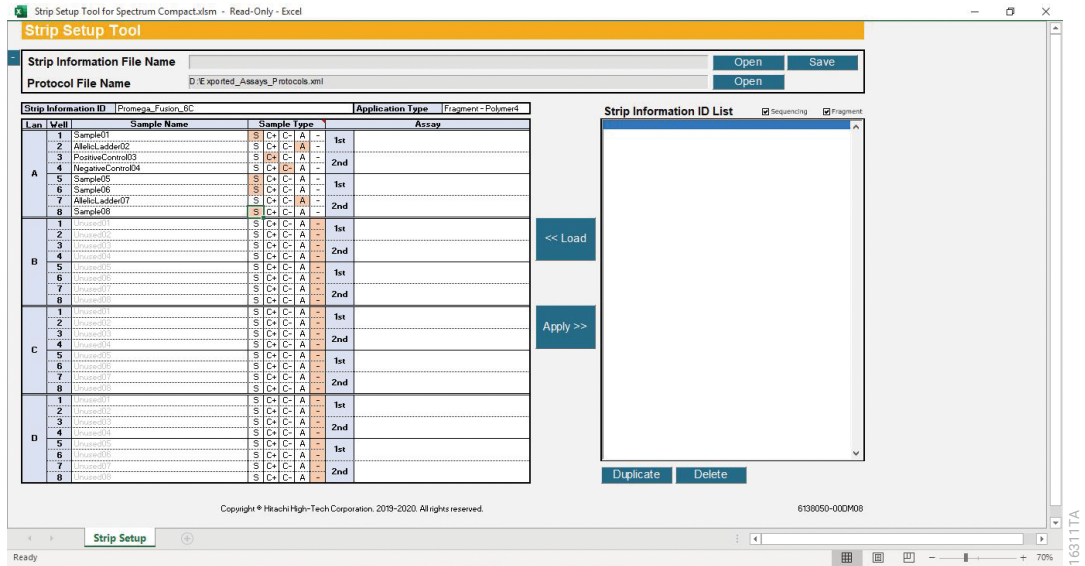 Strip Setup Tool for Spectrum Compact.xlsm - Read-Only - Excel
Strip Setup Tool
Strip Information File Name Open Save
Protocol File Name D:\Exported_Assays_Protocols.xml Open
Strip Information ID Promega_Fusion_6C Application Type Fragment-Polymer4
Strip Information ID List Sequencing Fragment
Lan Well Sample Name Sample Type Assay
A
1 Sample01 S C+ C- A - 1st
2 AllelicLadder02 S C+ C- A -
3 PositiveControl03 S C+ C- A - 2nd
4 NegativeControl04 S C+ C- A -
5 Sample05 S C+ C- A - 1st
6 Sample06 S C+ C- A -
7 AllelicLadder07 S C+ C- A - 2nd
8 Sample08 S C+ C- A -
B
1 Unused01 S C+ C- A - 1st
2 Unused02 S C+ C- A -
3 Unused03 S C+ C- A - 2nd
4 Unused04 S C+ C- A -
5 Unused05 S C+ C- A - 1st
6 Unused06 S C+ C- A -
7 Unused07 S C+ C- A - 2nd
8 Unused08 S C+ C- A -
C
1 Unused01 S C+ C- A - 1st
2 Unused02 S C+ C- A -
3 Unused03 S C+ C- A - 2nd
4 Unused04 S C+ C- A -
5 Unused05 S C+ C- A - 1st
6 Unused06 S C+ C- A -
7 Unused07 S C+ C- A - 2nd
8 Unused08 S C+ C- A -
D
1 Unused01 S C+ C- A - 1st
2 Unused02 S C+ C- A -
3 Unused03 S C+ C- A - 2nd
4 Unused04 S C+ C- A -
5 Unused05 S C+ C- A - 1st
6 Unused06 S C+ C- A -
7 Unused07 S C+ C- A - 2nd
8 Unused08 S C+ C- A -
<< Load
Apply >>
Duplicate Delete
Copyright © Hitachi High-Tech Corporation. 2019-2020. All rights reserved. 6138050-00DM08
Strip Setup
Ready 70%
16311TA